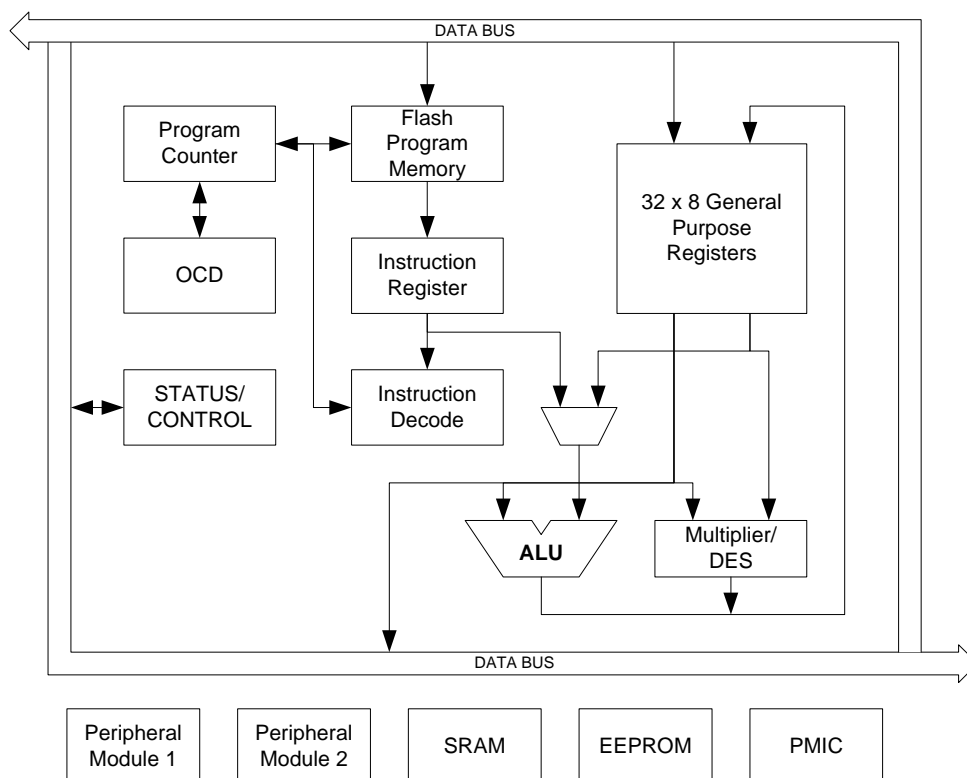 DATA BUS
Program
Counter
Flash
Program
Memory
32 x 8 General
Purpose
Registers
OCD
Instruction
Register
STATUS/
CONTROL
Instruction
Decode
ALU
Multiplier/
DES
DATA BUS
Peripheral
Module 1
Peripheral
Module 2
SRAM
EEPROM
PMIC